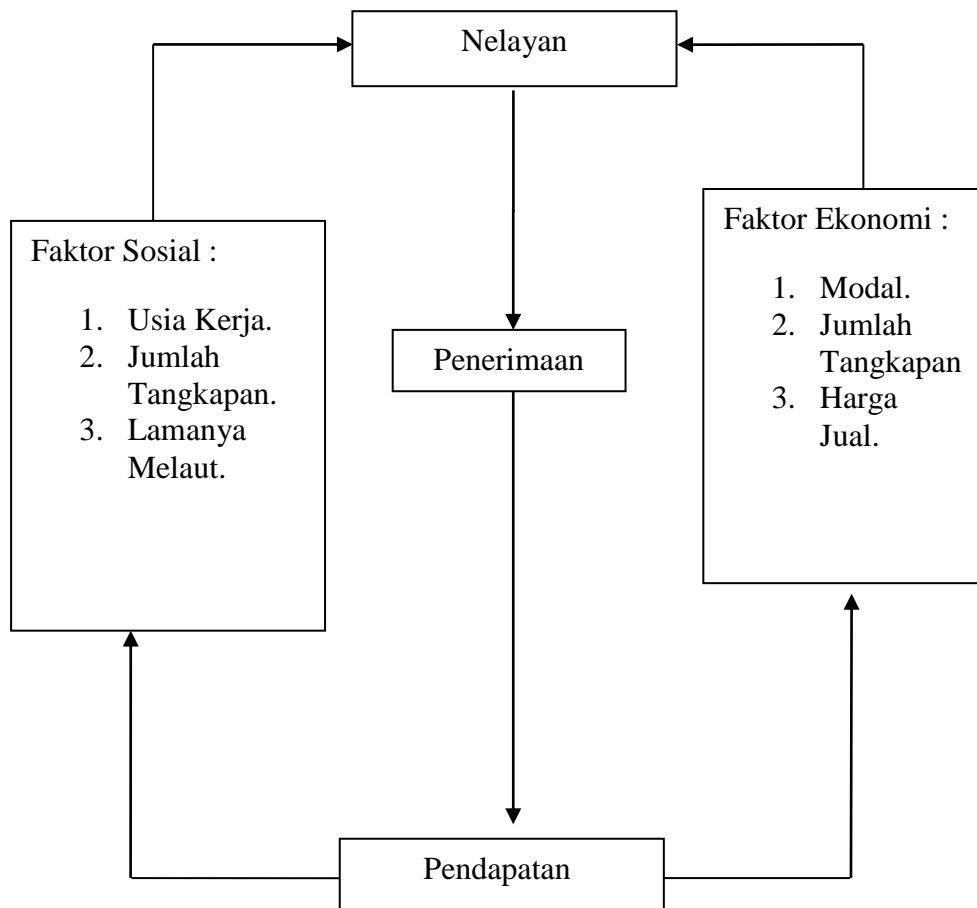 Nelayan
Faktor Sosial :
1. Usia Kerja.
2. Jumlah
Tangkapan.
3. Lamanya
Melaut.
Penerimaan
Faktor Ekonomi :
1. Modal.
2. Jumlah
Tangkapan
3. Harga
Jual.
Pendapatan